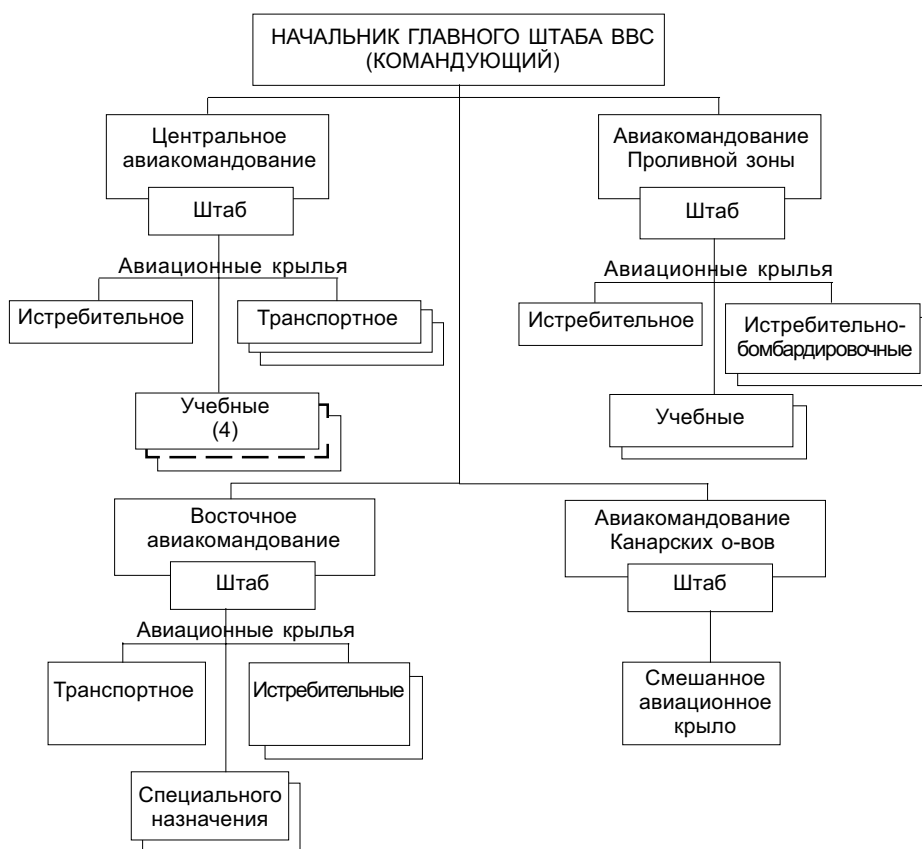 НАЧАЛЬНИК ГЛАВНОГО ШТАБА ВВС
(КОМАНДУЮЩИЙ)
Центральное
авиакомандование
Штаб
Авиационные крылья
Истребительное
Транспортное
Учебные
(4)
Авиакомандование
Проливной зоны
Штаб
Авиационные крылья
Истребительное
Истребительно-
бомбардировочные
Учебные
Восточное
авиакомандование
Штаб
Авиационные крылья
Транспортное
Истребительные
Специального
назначения
Авиакомандование
Канарских о-вов
Штаб
Смешанное
авиационное
крыло